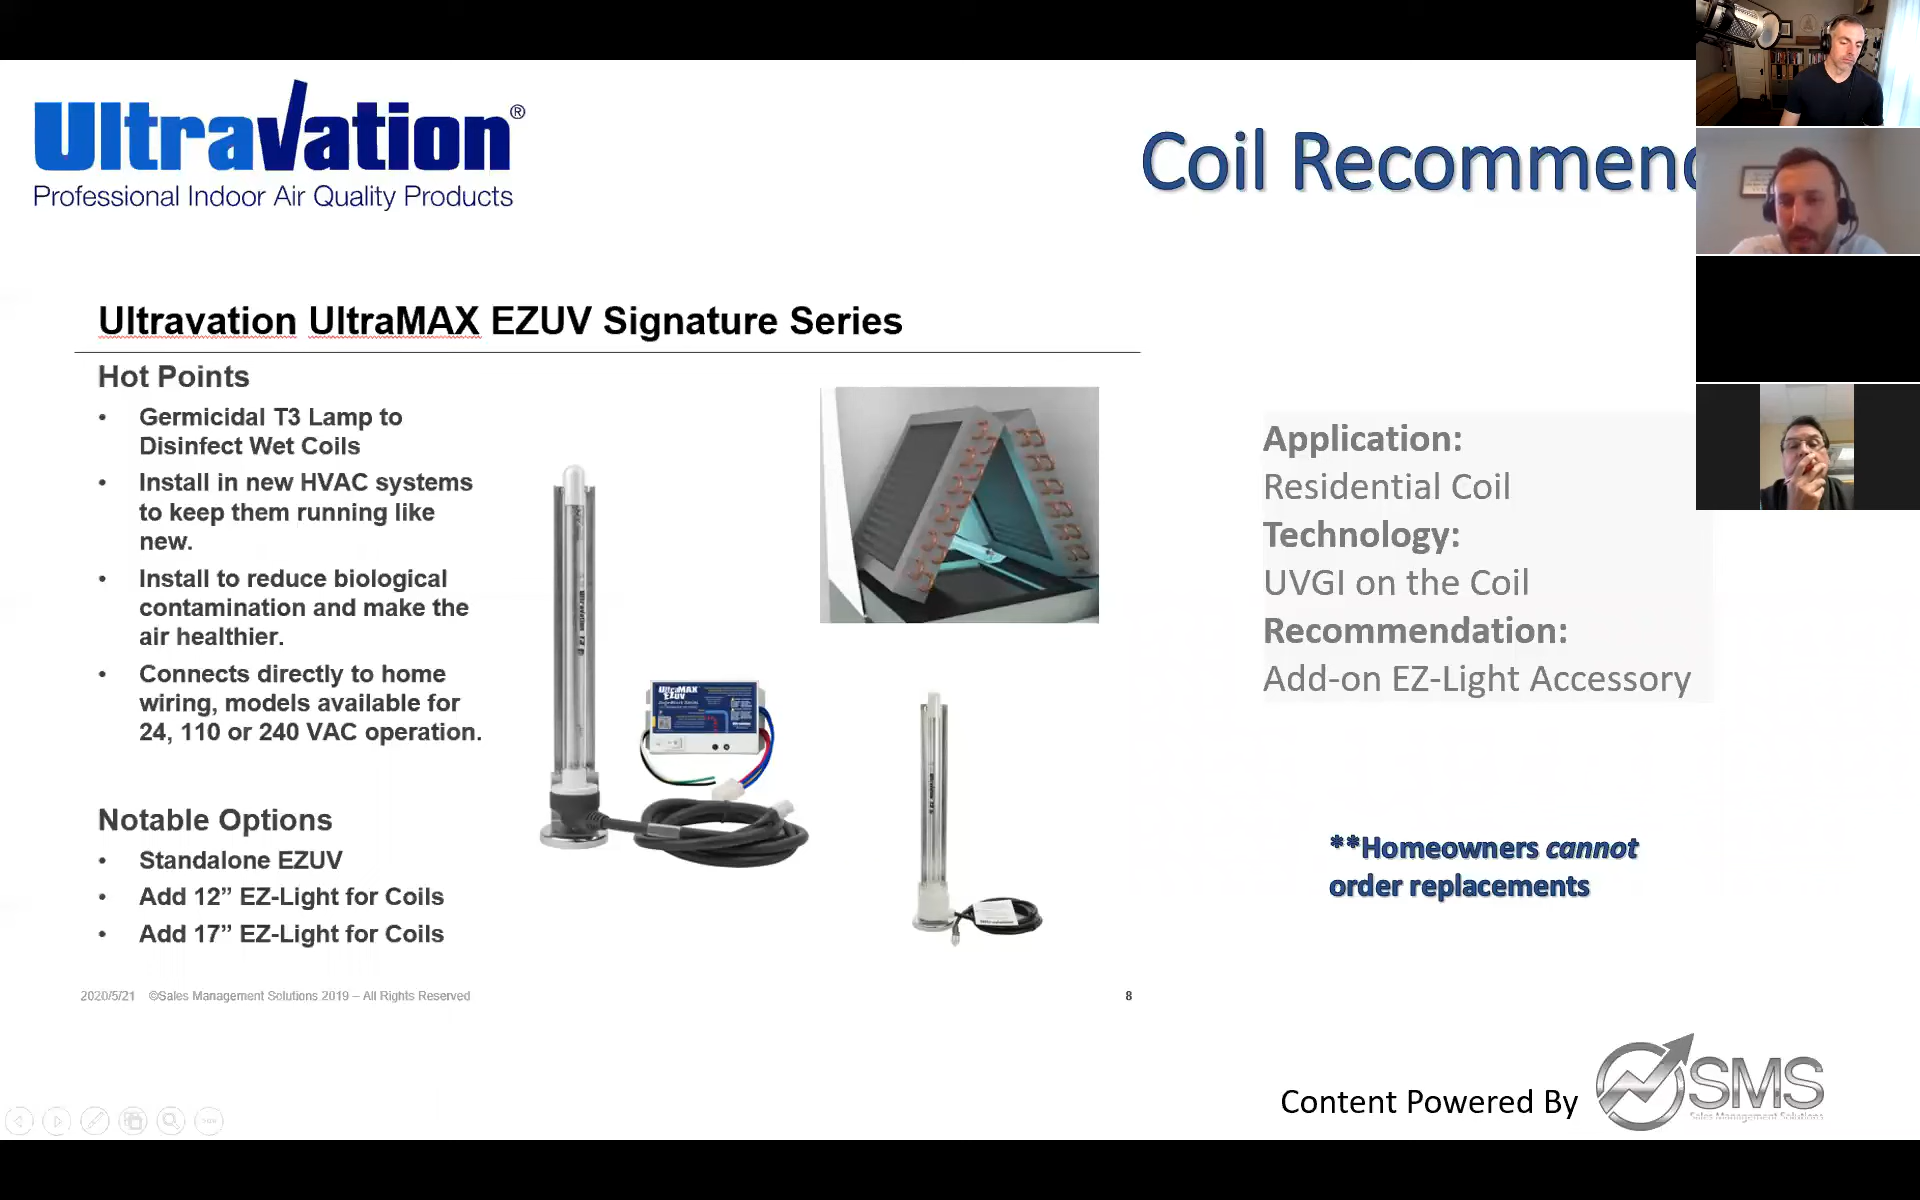 Ultravation®
Professional Indoor Air Quality Products
Coil Recommend
Ultravation UltraMAX EZUV Signature Series
Hot Points
• Germicidal T3 Lamp to
Disinfect Wet Coils
• Install in new HVAC systems
to keep them running like
new.
• Install to reduce biological
contamination and make the
air healthier.
• Connects directly to home
wiring, models available for
24, 110 or 240 VAC operation.
Notable Options
• Standalone EZUV
• Add 12” EZ-Light for Coils
• Add 17” EZ-Light for Coils
UltraMAX
EZUV
Application:
Residential Coil
Technology:
UVGI on the Coil
Recommendation:
Add-on EZ-Light Accessory
**Homeowners cannot
order replacements
2020/5/21 ©Sales Management Solutions 2019 – All Rights Reserved
8
Content Powered By
SMS
Sales Management Solutions